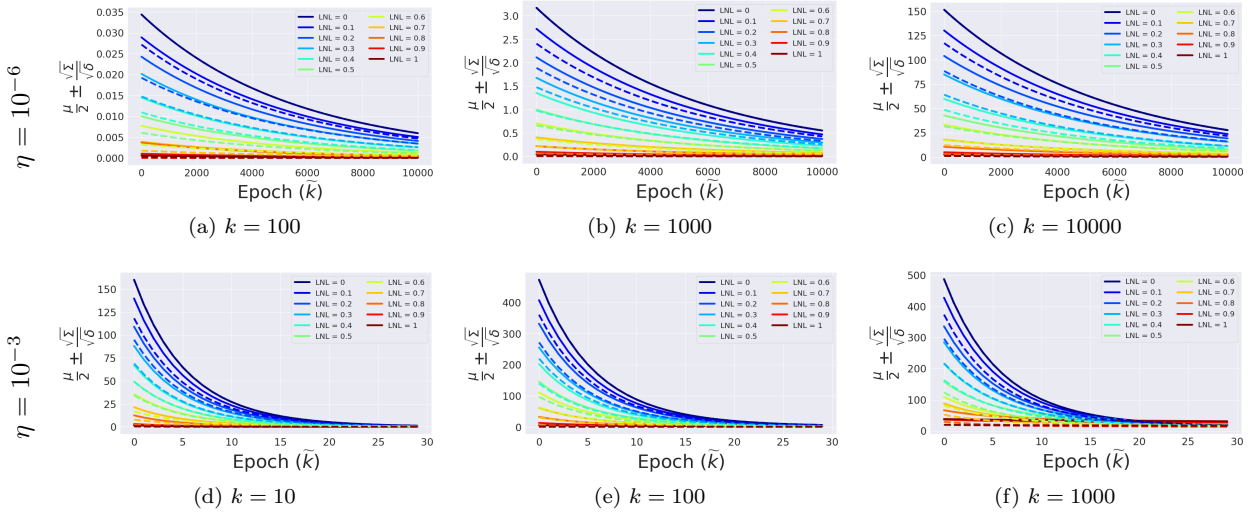 η = 10⁻⁶
μ/2 ± √Σ/√δ
0.035
0.030
0.025
0.020
0.015
0.010
0.005
0.000
LNL = 0
LNL = 0.1
LNL = 0.2
LNL = 0.3
LNL = 0.4
LNL = 0.5
LNL = 0.6
LNL = 0.7
LNL = 0.8
LNL = 0.9
LNL = 1
0 2000 4000 6000 8000 10000
Epoch (k̃)
(a) k = 100
μ/2 ± √Σ/√δ
3.0
2.5
2.0
1.5
1.0
0.5
0.0
LNL = 0
LNL = 0.1
LNL = 0.2
LNL = 0.3
LNL = 0.4
LNL = 0.5
LNL = 0.6
LNL = 0.7
LNL = 0.8
LNL = 0.9
LNL = 1
0 2000 4000 6000 8000 10000
Epoch (k̃)
(b) k = 1000
μ/2 ± √Σ/√δ
150
125
100
75
50
25
0
LNL = 0
LNL = 0.1
LNL = 0.2
LNL = 0.3
LNL = 0.4
LNL = 0.5
LNL = 0.6
LNL = 0.7
LNL = 0.8
LNL = 0.9
LNL = 1
0 2000 4000 6000 8000 10000
Epoch (k̃)
(c) k = 10000
η = 10⁻³
μ/2 ± √Σ/√δ
150
125
100
75
50
25
0
LNL = 0
LNL = 0.1
LNL = 0.2
LNL = 0.3
LNL = 0.4
LNL = 0.5
LNL = 0.6
LNL = 0.7
LNL = 0.8
LNL = 0.9
LNL = 1
0 5 10 15 20 25 30
Epoch (k̃)
(d) k = 10
μ/2 ± √Σ/√δ
400
300
200
100
0
LNL = 0
LNL = 0.1
LNL = 0.2
LNL = 0.3
LNL = 0.4
LNL = 0.5
LNL = 0.6
LNL = 0.7
LNL = 0.8
LNL = 0.9
LNL = 1
0 5 10 15 20 25 30
Epoch (k̃)
(e) k = 100
μ/2 ± √Σ/√δ
500
400
300
200
100
0
LNL = 0
LNL = 0.1
LNL = 0.2
LNL = 0.3
LNL = 0.4
LNL = 0.5
LNL = 0.6
LNL = 0.7
LNL = 0.8
LNL = 0.9
LNL = 1
0 5 10 15 20 25 30
Epoch (k̃)
(f) k = 1000